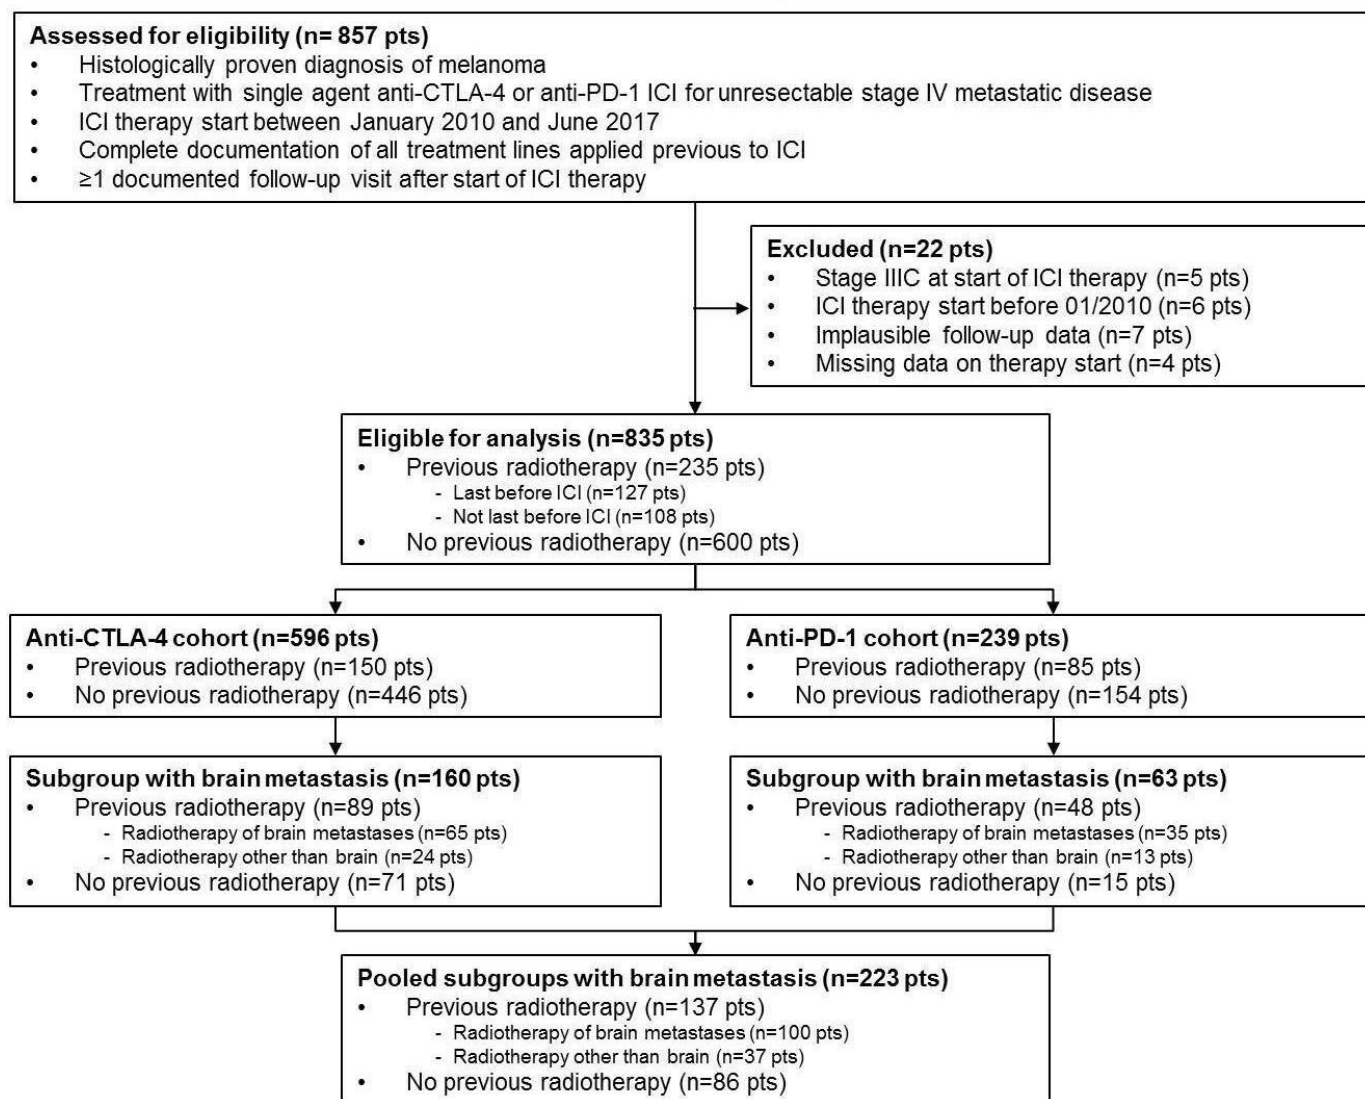 Assessed for eligibility (n= 857 pts)
• Histologically proven diagnosis of melanoma
• Treatment with single agent anti-CTLA-4 or anti-PD-1 ICI for unresectable stage IV metastatic disease
• ICI therapy start between January 2010 and June 2017
• Complete documentation of all treatment lines applied previous to ICI
• ≥1 documented follow-up visit after start of ICI therapy
Excluded (n=22 pts)
• Stage IIIC at start of ICI therapy (n=5 pts)
• ICI therapy start before 01/2010 (n=6 pts)
• Implausible follow-up data (n=7 pts)
• Missing data on therapy start (n=4 pts)
Eligible for analysis (n=835 pts)
• Previous radiotherapy (n=235 pts)
- Last before ICI (n=127 pts)
- Not last before ICI (n=108 pts)
• No previous radiotherapy (n=600 pts)
Anti-CTLA-4 cohort (n=596 pts)
• Previous radiotherapy (n=150 pts)
• No previous radiotherapy (n=446 pts)
Anti-PD-1 cohort (n=239 pts)
• Previous radiotherapy (n=85 pts)
• No previous radiotherapy (n=154 pts)
Subgroup with brain metastasis (n=160 pts)
• Previous radiotherapy (n=89 pts)
- Radiotherapy of brain metastases (n=65 pts)
- Radiotherapy other than brain (n=24 pts)
• No previous radiotherapy (n=71 pts)
Subgroup with brain metastasis (n=63 pts)
• Previous radiotherapy (n=48 pts)
- Radiotherapy of brain metastases (n=35 pts)
- Radiotherapy other than brain (n=13 pts)
• No previous radiotherapy (n=15 pts)
Pooled subgroups with brain metastasis (n=223 pts)
• Previous radiotherapy (n=137 pts)
- Radiotherapy of brain metastases (n=100 pts)
- Radiotherapy other than brain (n=37 pts)
• No previous radiotherapy (n=86 pts)